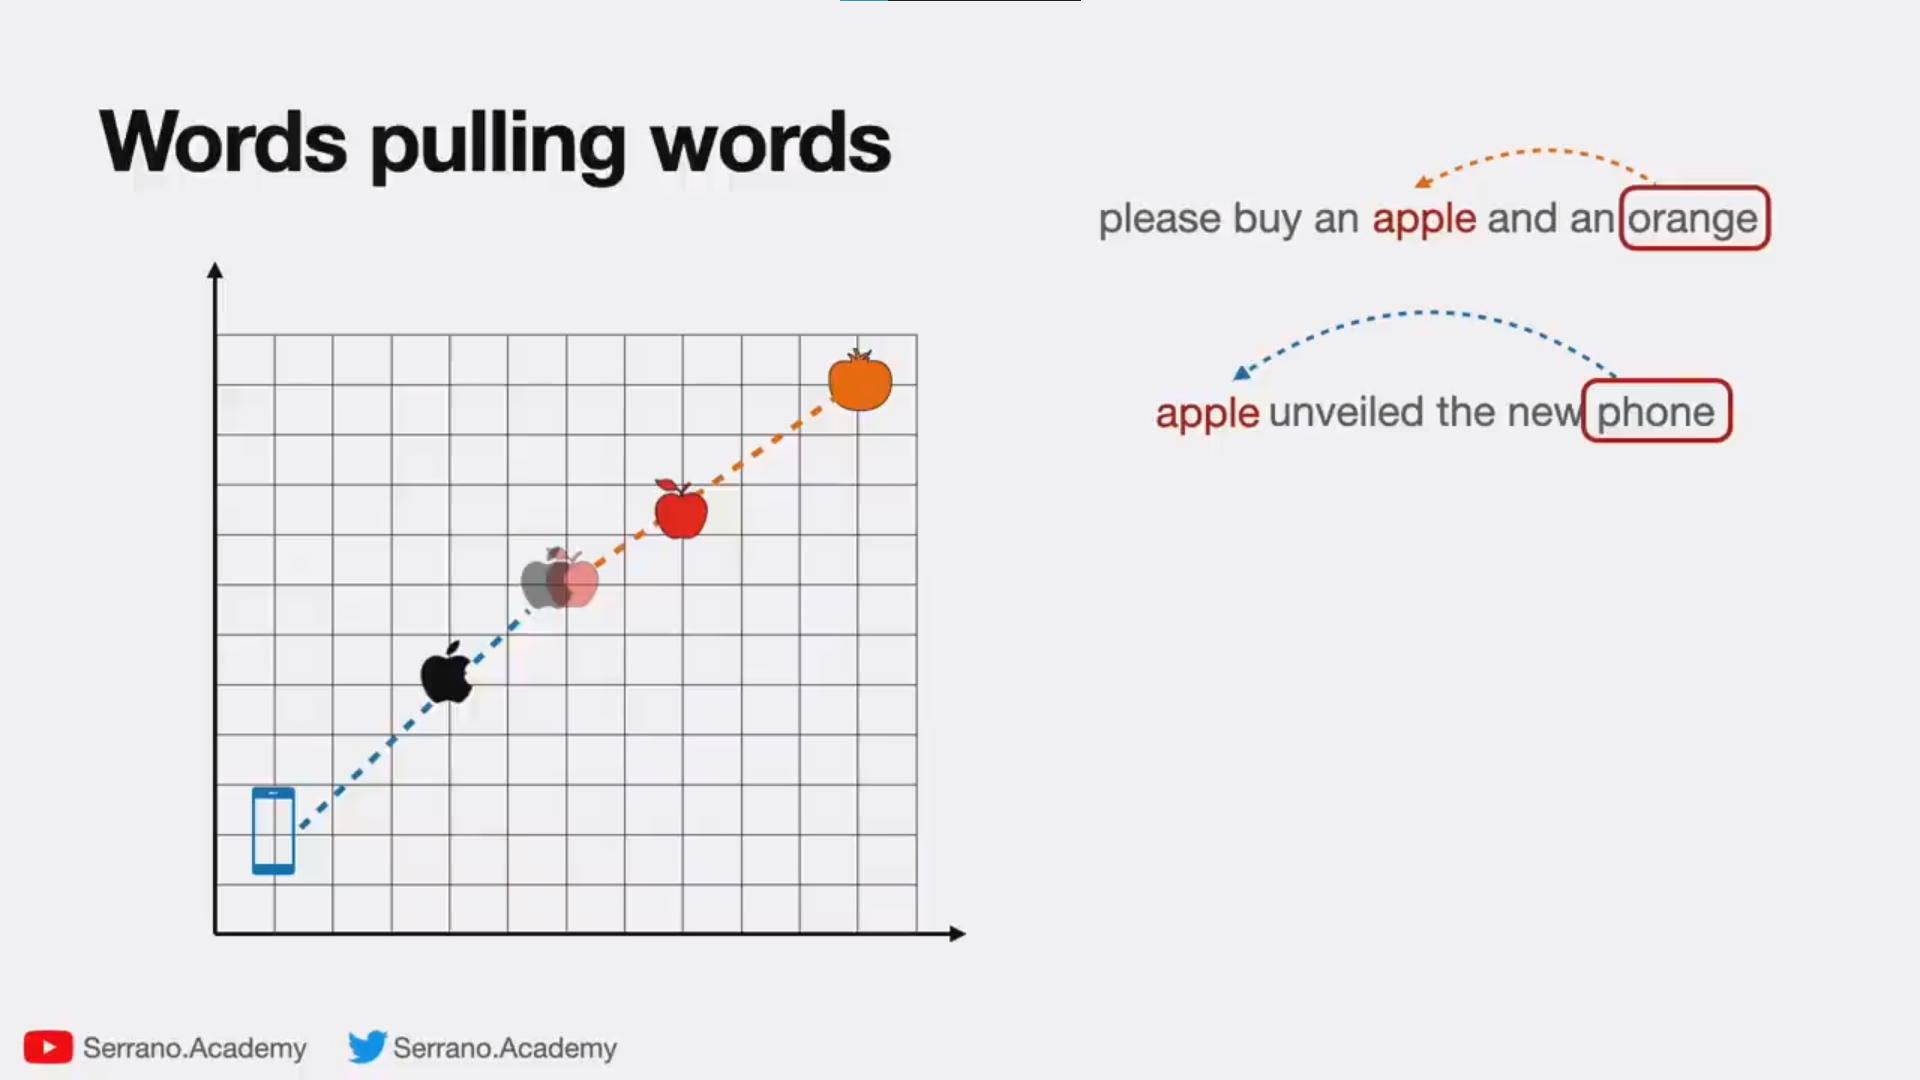 Words pulling words
please buy an apple and an orange
apple unveiled the new phone
Serrano.Academy
Serrano.Academy